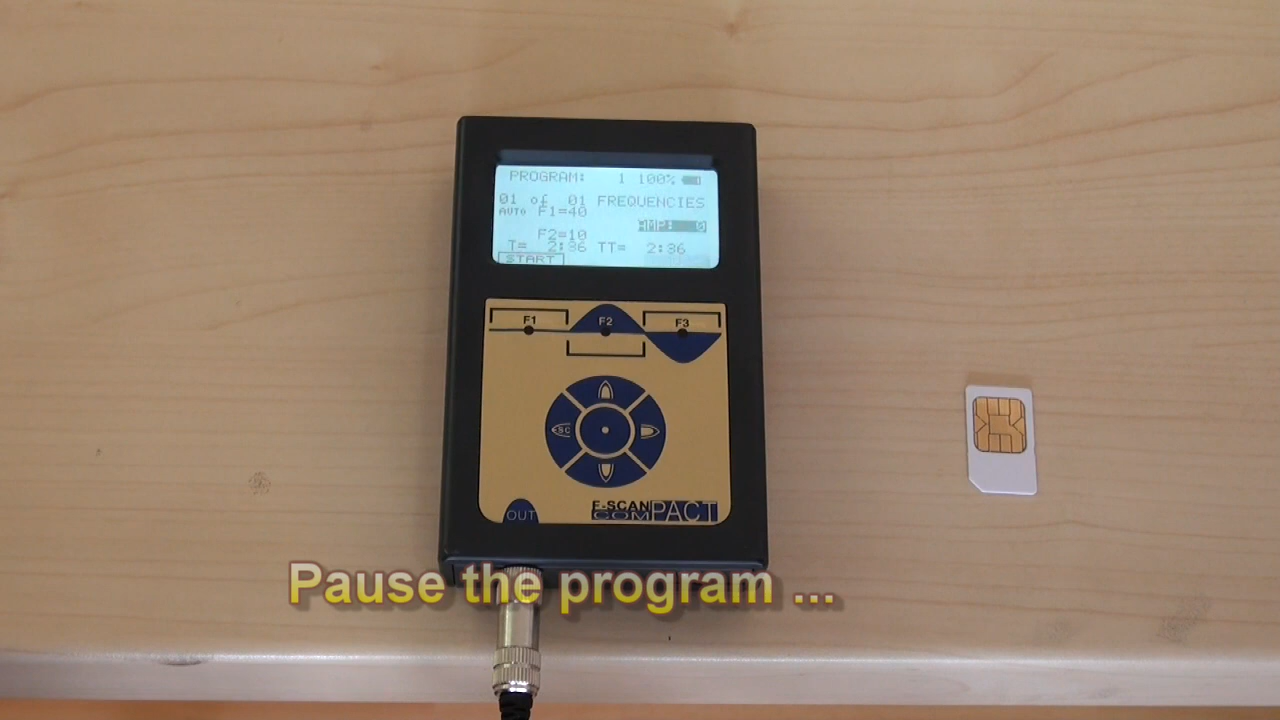 PROGRAM: 1 100%
01 of 01 FREQUENCIES
AUTO F1=40
AMP: 0
F2=10
T= 2:36 TT= 2:36
START
F1 F2 F3
ESC
OUT
F-SCAN
COMPACT
Pause the program ...